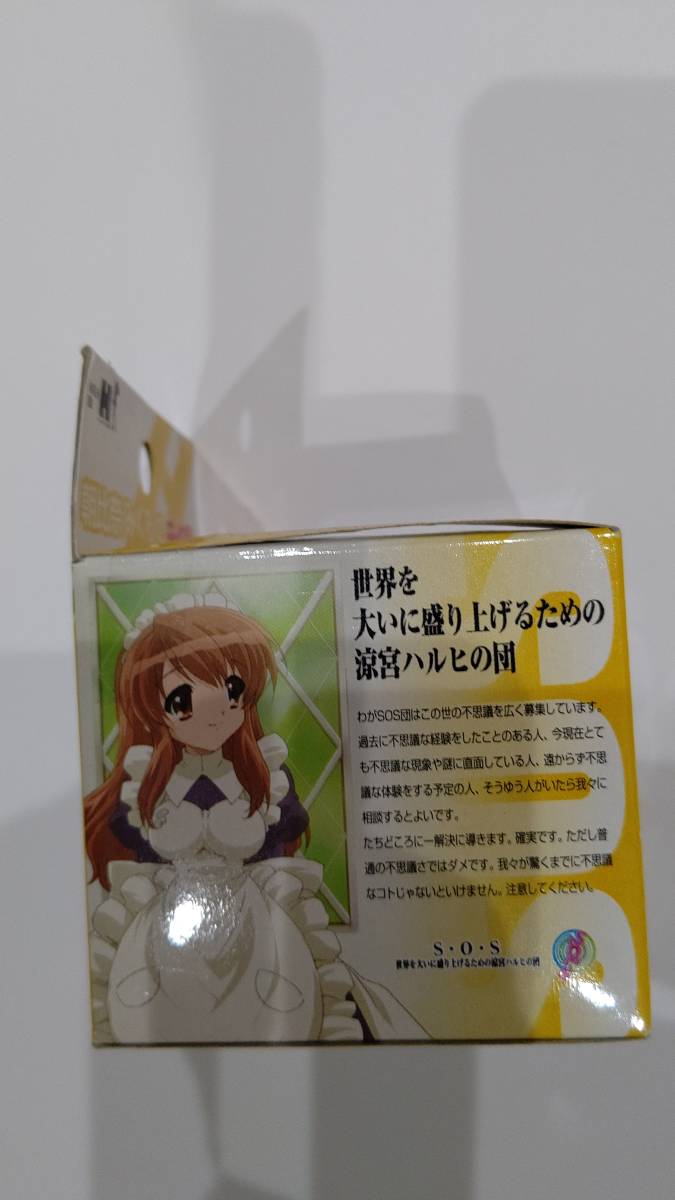 世界を
大いに盛り上げるための
涼宮ハルヒの団
わがSOS団はこの世の不思議を広く募集しています。
過去に不思議な経験をしたことのある人、今現在とて
も不思議な現象や謎に直面している人、遠からず不思
議な体験をする予定の人、そうゆう人がいたら我々に
相談するとよいです。
たちどころに一解決に導きます。確実です。ただし普
通の不思議さではダメです。我々が驚くまでに不思議
なコトじゃないといけません。注意してください。
S・O・S
世界を大いに盛り上げるための涼宮ハルヒの団